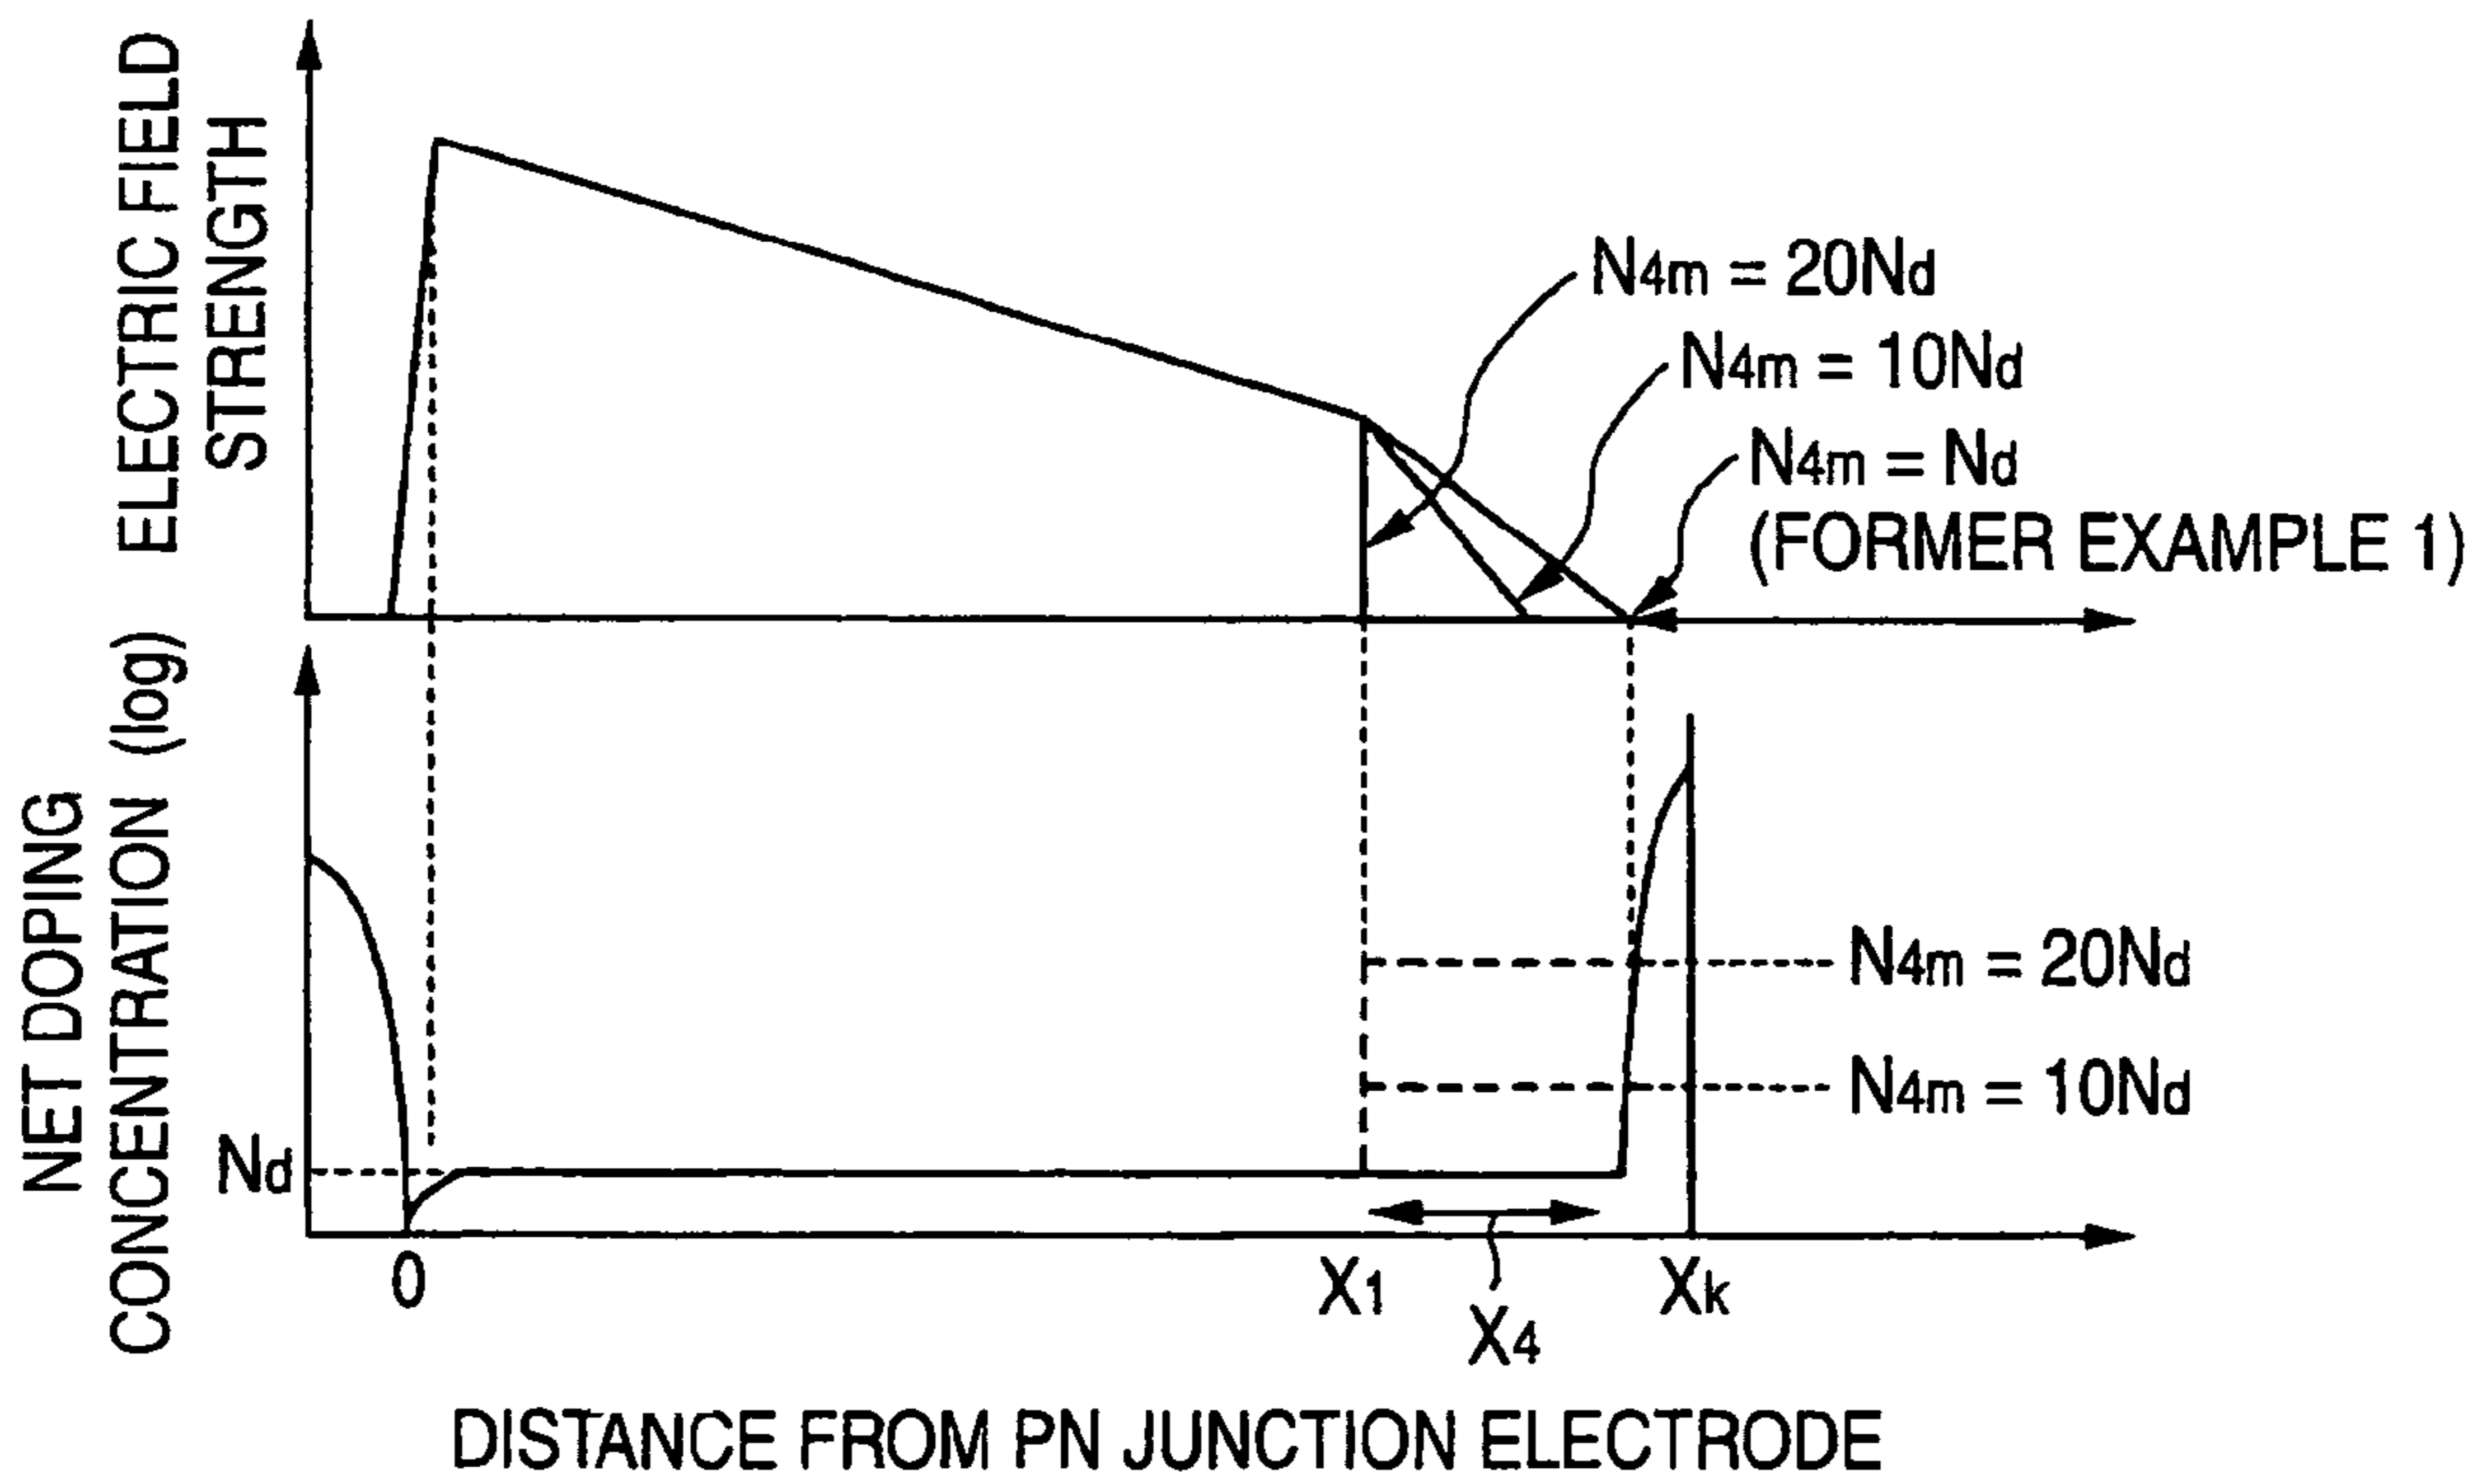 ELECTRIC FIELD
STRENGTH
N4m = 20Nd
N4m = 10Nd
N4m = Nd
(FORMER EXAMPLE 1)
NET DOPING
CONCENTRATION (log)
N4m = 20Nd
N4m = 10Nd
Nd
0
X1
X4
Xk
DISTANCE FROM PN JUNCTION ELECTRODE